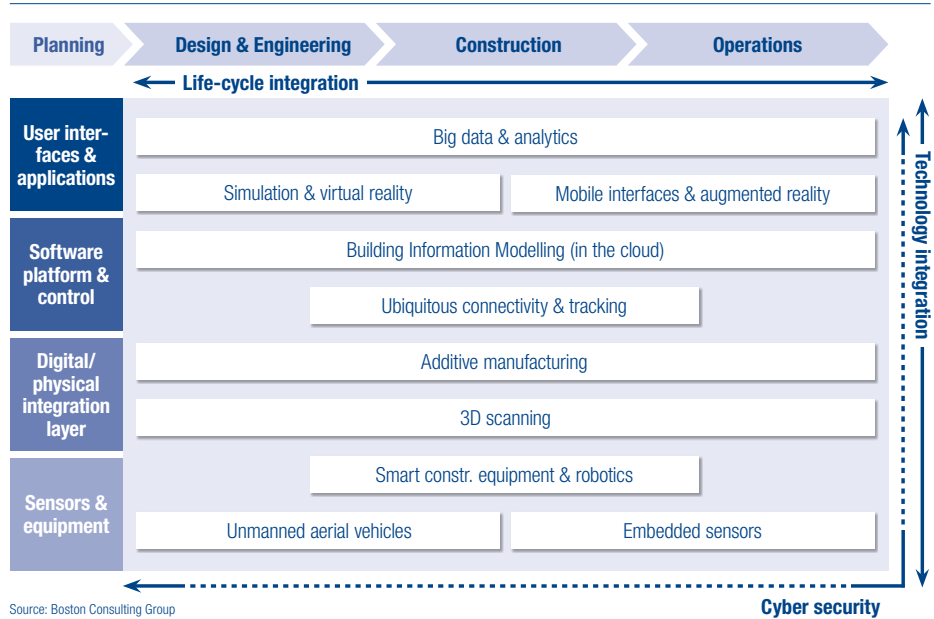 Planning
Design & Engineering
Construction
Operations
Life-cycle integration
User inter-
faces &
applications
Big data & analytics
Simulation & virtual reality
Mobile interfaces & augmented reality
Software
platform &
control
Building Information Modelling (in the cloud)
Ubiquitous connectivity & tracking
Digital/
physical
integration
layer
Additive manufacturing
3D scanning
Sensors &
equipment
Smart constr. equipment & robotics
Unmanned aerial vehicles
Embedded sensors
Technology integration
Cyber security
Source: Boston Consulting Group